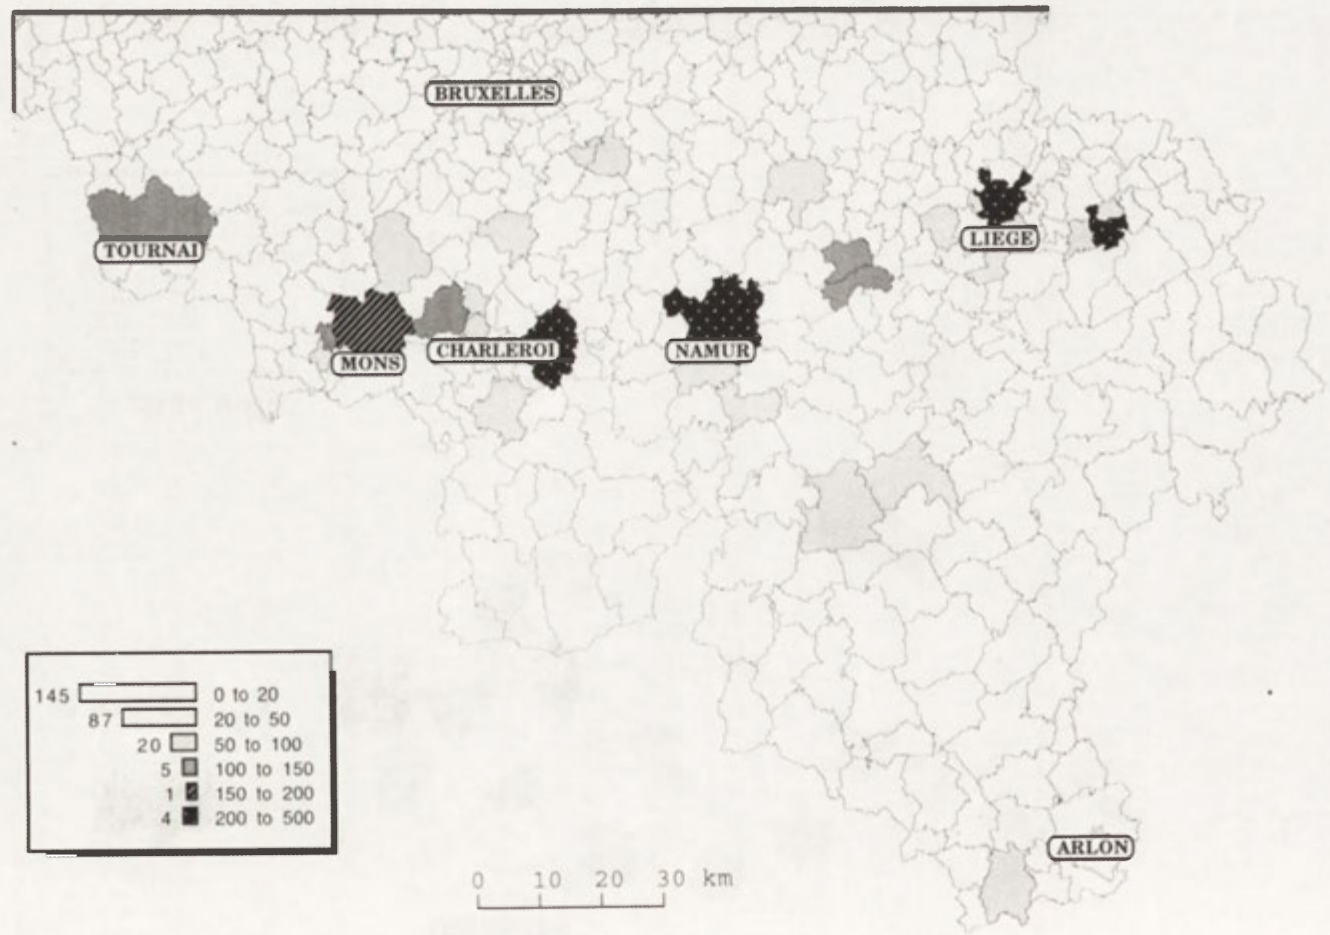 BRUXELLES
TOURNAI
LIEGE
MONS
CHARLEROI
NAMUR
145 0 to 20
87 20 to 50
20 50 to 100
5 100 to 150
1 150 to 200
4 200 to 500
ARLON
0 10 20 30 km